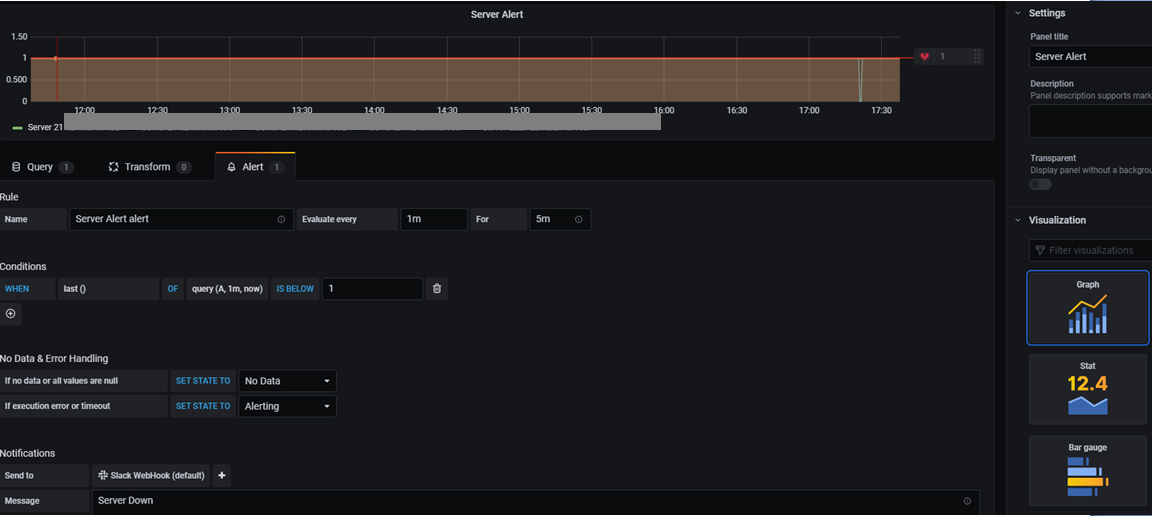 Server Alert
1.50
1
0.500
0
12:00 12:30 13:00 13:30 14:00 14:30 15:00 15:30 16:00 16:30 17:00 17:30
1
Server 21
Query 1 Transform 0 Alert 1
Rule
Name Server Alert alert Evaluate every 1m For 5m
Conditions
WHEN last () OF query (A, 1m, now) IS BELOW 1
No Data & Error Handling
If no data or all values are null SET STATE TO No Data
If execution error or timeout SET STATE TO Alerting
Notifications
Send to Slack WebHook (default)
Message Server Down
Settings
Panel title
Server Alert
Description
Panel description supports mark
Transparent
Display panel without a backgrou
Visualization
Filter visualizations
Graph
Stat
12.4
Bar gauge